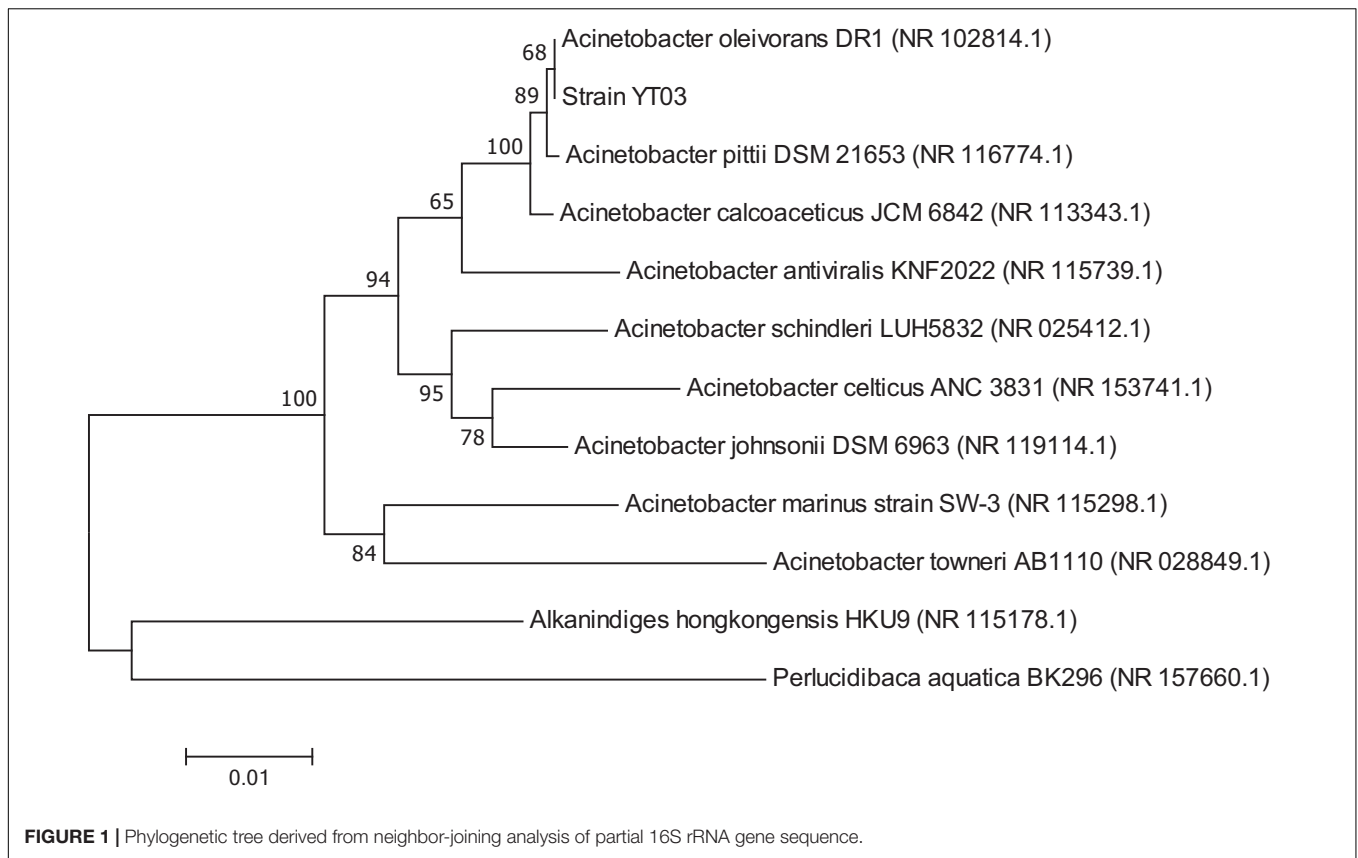 68
Acinetobacter oleivorans DR1 (NR 102814.1)
89
Strain YT03
100
Acinetobacter pittii DSM 21653 (NR 116774.1)
65
Acinetobacter calcoaceticus JCM 6842 (NR 113343.1)
94
Acinetobacter antiviralis KNF2022 (NR 115739.1)
Acinetobacter schindleri LUH5832 (NR 025412.1)
100
95
Acinetobacter celticus ANC 3831 (NR 153741.1)
78
Acinetobacter johnsonii DSM 6963 (NR 119114.1)
Acinetobacter marinus strain SW-3 (NR 115298.1)
84
Acinetobacter towneri AB1110 (NR 028849.1)
Alkanindiges hongkongensis HKU9 (NR 115178.1)
Perlucidibaca aquatica BK296 (NR 157660.1)
0.01
FIGURE 1 | Phylogenetic tree derived from neighbor-joining analysis of partial 16S rRNA gene sequence.